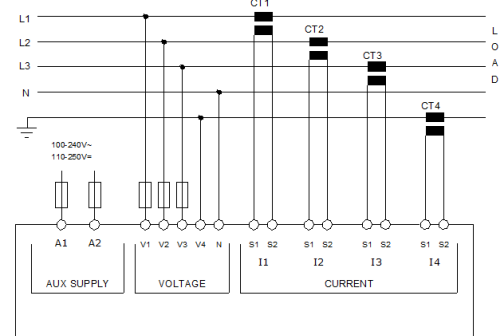 CT1
L1
CT2
L
L2
O
CT3
L3
A
D
N
CT4
100-240V~
110-250V=
A1 A2 V1 V2 V3 V4 N S1 S2 S1 S2 S1 S2 S1 S2
I1 I2 I3 I4
AUX SUPPLY VOLTAGE CURRENT